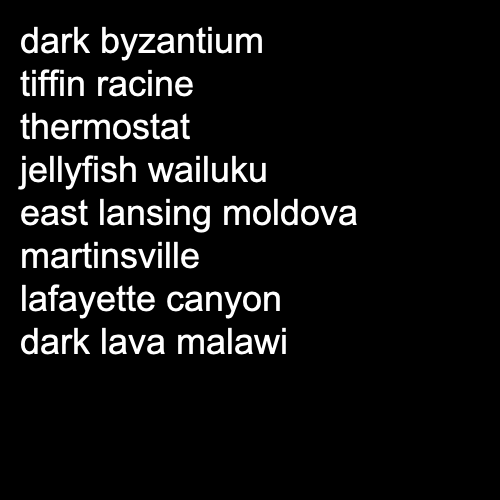 dark byzantium
tiffin racine
thermostat
jellyfish wailuku
east lansing moldova
martinsville
lafayette canyon
dark lava malawi